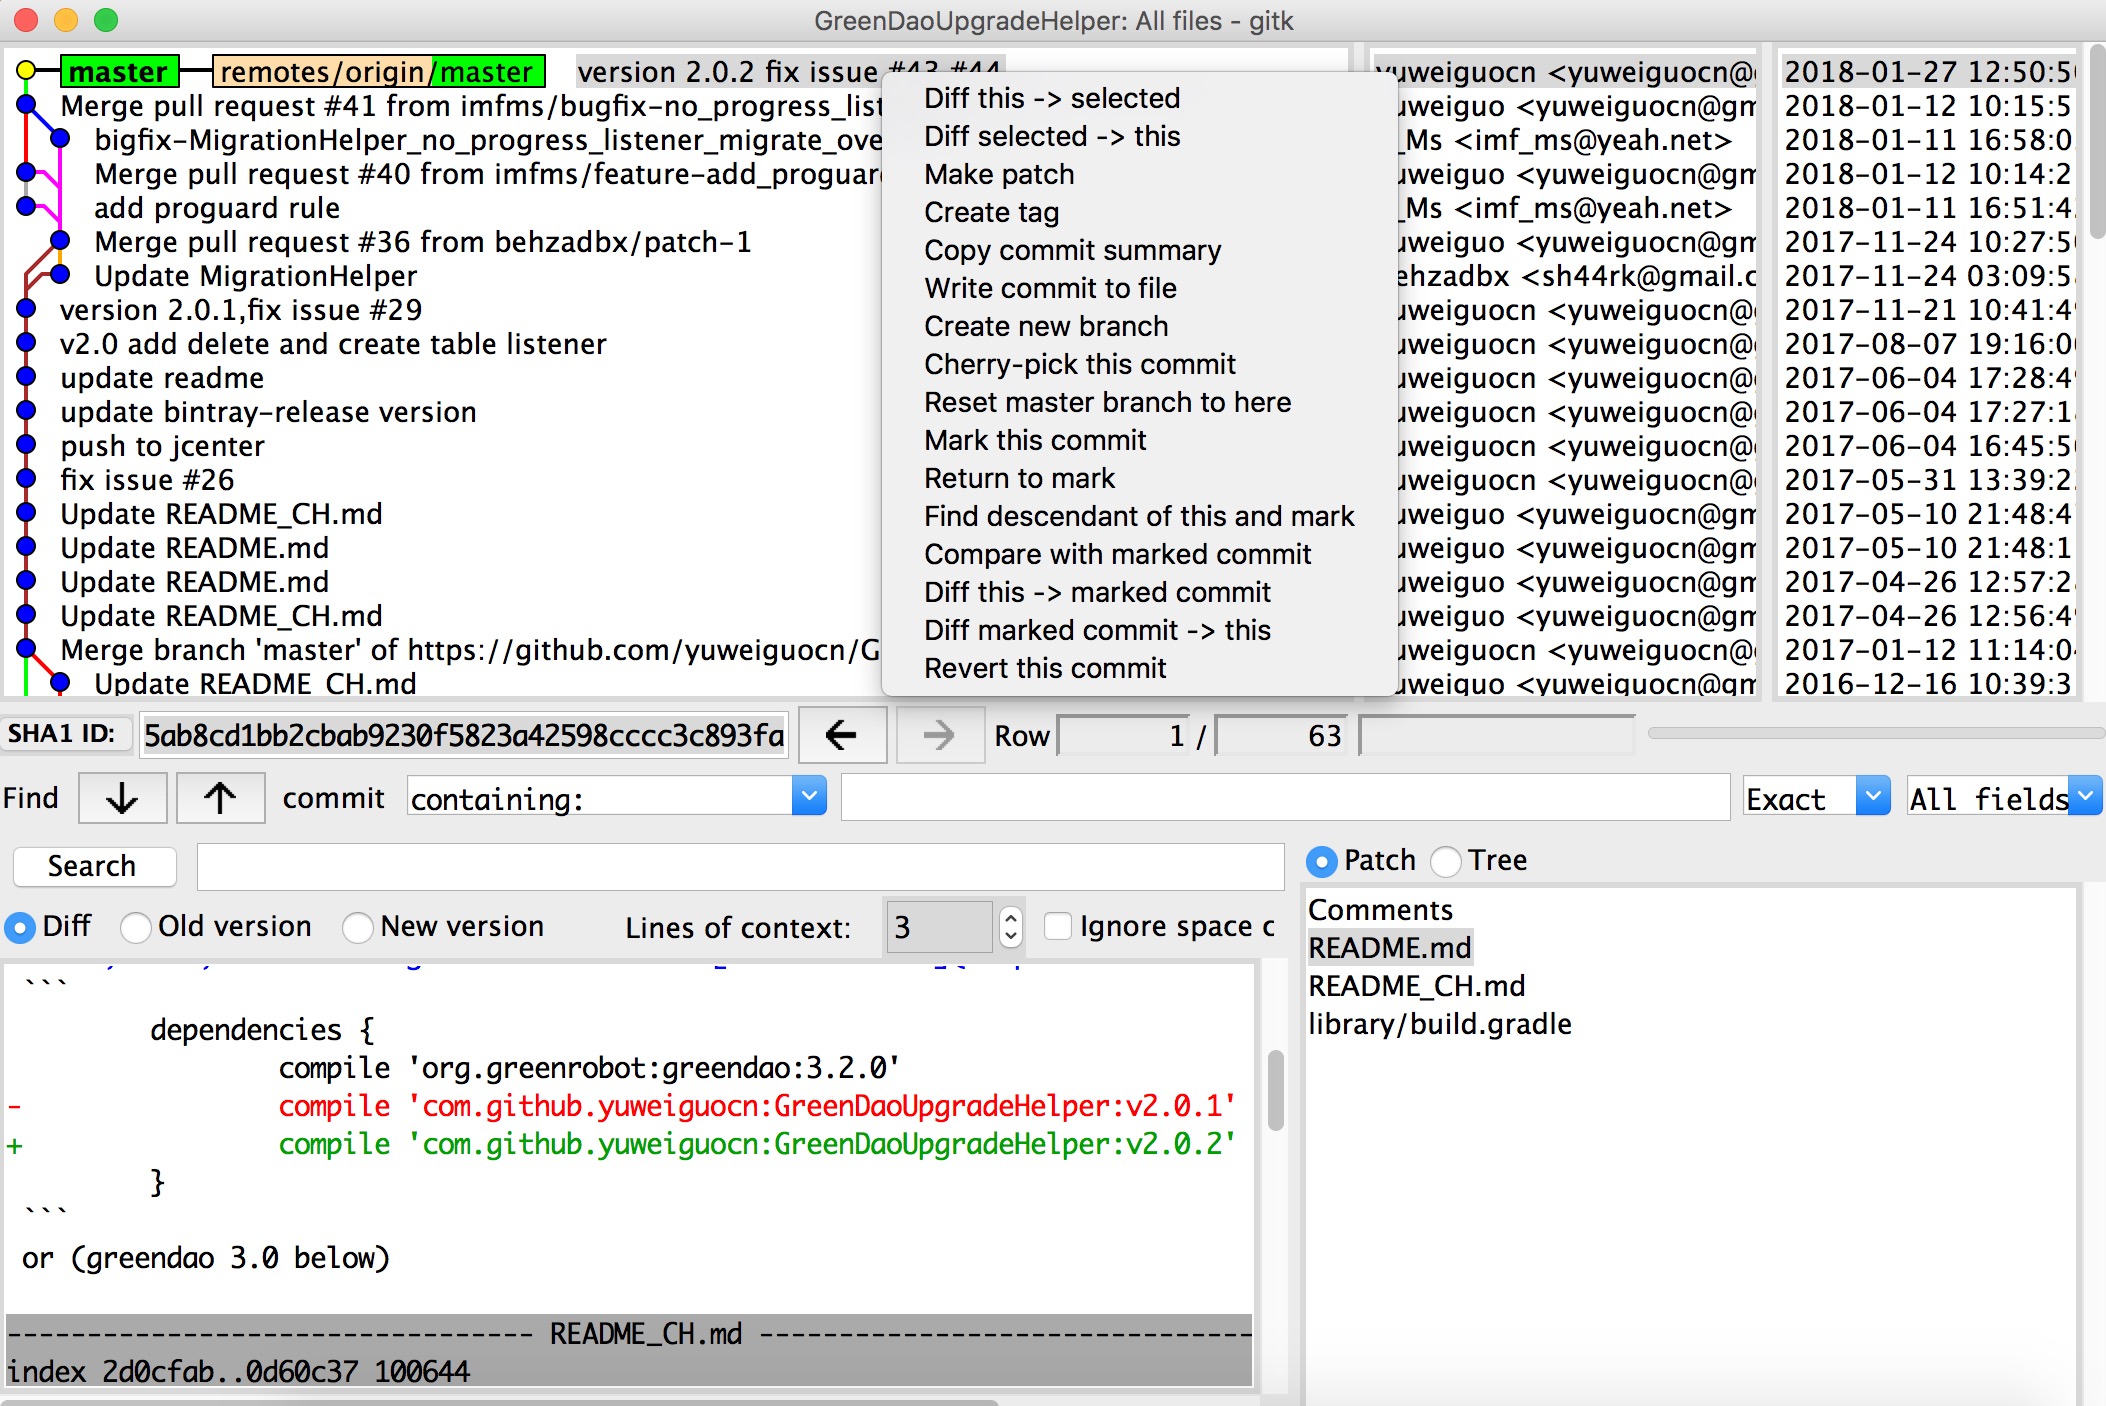 GreenDaoUpgradeHelper: All files - gitk
master remotes/origin/master version 2.0.2 fix issue #43 #44 yuweiguocn <yuweiguocn@ 2018-01-27 12:50:5
Merge pull request #41 from imfms/bugfix-no_progress_list uweiguo <yuweiguocn@gm 2018-01-12 10:15:5
bigfix-MigrationHelper_no_progress_listener_migrate_ove _Ms <imf_ms@yeah.net> 2018-01-11 16:58:0
Merge pull request #40 from imfms/feature-add_proguar uweiguo <yuweiguocn@gm 2018-01-12 10:14:2
add proguard rule _Ms <imf_ms@yeah.net> 2018-01-11 16:51:4
Merge pull request #36 from behzadbx/patch-1 uweiguo <yuweiguocn@gm 2017-11-24 10:27:5
Update MigrationHelper ehzadbx <sh44rk@gmail.c 2017-11-24 03:09:5
version 2.0.1,fix issue #29 uweiguocn <yuweiguocn@ 2017-11-21 10:41:4
v2.0 add delete and create table listener uweiguocn <yuweiguocn@ 2017-08-07 19:16:0
update readme uweiguocn <yuweiguocn@ 2017-06-04 17:28:4
update bintray-release version uweiguocn <yuweiguocn@ 2017-06-04 17:27:1
push to jcenter uweiguocn <yuweiguocn@ 2017-06-04 16:45:5
fix issue #26 uweiguocn <yuweiguocn@ 2017-05-31 13:39:2
Update README_CH.md uweiguo <yuweiguocn@gm 2017-05-10 21:48:4
Update README.md uweiguo <yuweiguocn@gm 2017-05-10 21:48:1
Update README.md uweiguo <yuweiguocn@gm 2017-04-26 12:57:2
Update README_CH.md uweiguo <yuweiguocn@gm 2017-04-26 12:56:4
Merge branch 'master' of https://github.com/yuweiguocn/G uweiguocn <yuweiguocn@ 2017-01-12 11:14:0
Update README_CH.md uweiguo <yuweiguocn@gm 2016-12-16 10:39:3
Diff this -> selected
Diff selected -> this
Make patch
Create tag
Copy commit summary
Write commit to file
Create new branch
Cherry-pick this commit
Reset master branch to here
Mark this commit
Return to mark
Find descendant of this and mark
Compare with marked commit
Diff this -> marked commit
Diff marked commit -> this
Revert this commit
SHA1 ID: 5ab8cd1bb2cbab9230f5823a42598cccc3c893fa Row 1 / 63
Find commit containing: Exact All fields
Search
Patch Tree
Diff Old version New version Lines of context: 3 Ignore space c
Comments
README.md
README_CH.md
library/build.gradle
```
dependencies {
compile 'org.greenrobot:greendao:3.2.0'
- compile 'com.github.yuweiguocn:GreenDaoUpgradeHelper:v2.0.1'
+ compile 'com.github.yuweiguocn:GreenDaoUpgradeHelper:v2.0.2'
}
```
or (greendao 3.0 below)
--------------------------------- README_CH.md -------------------------------
index 2d0cfab..0d60c37 100644